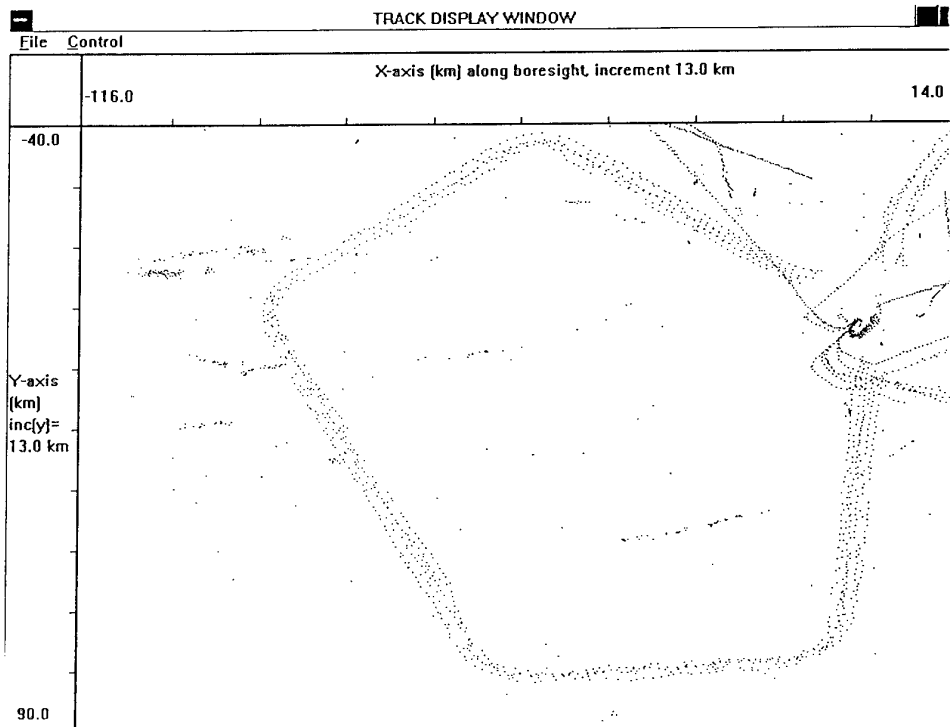 TRACK DISPLAY WINDOW
File Control
X-axis (km) along boresight, increment 13.0 km
-116.0 14.0
-40.0
Y-axis
(km)
inc(y)=
13.0 km
90.0